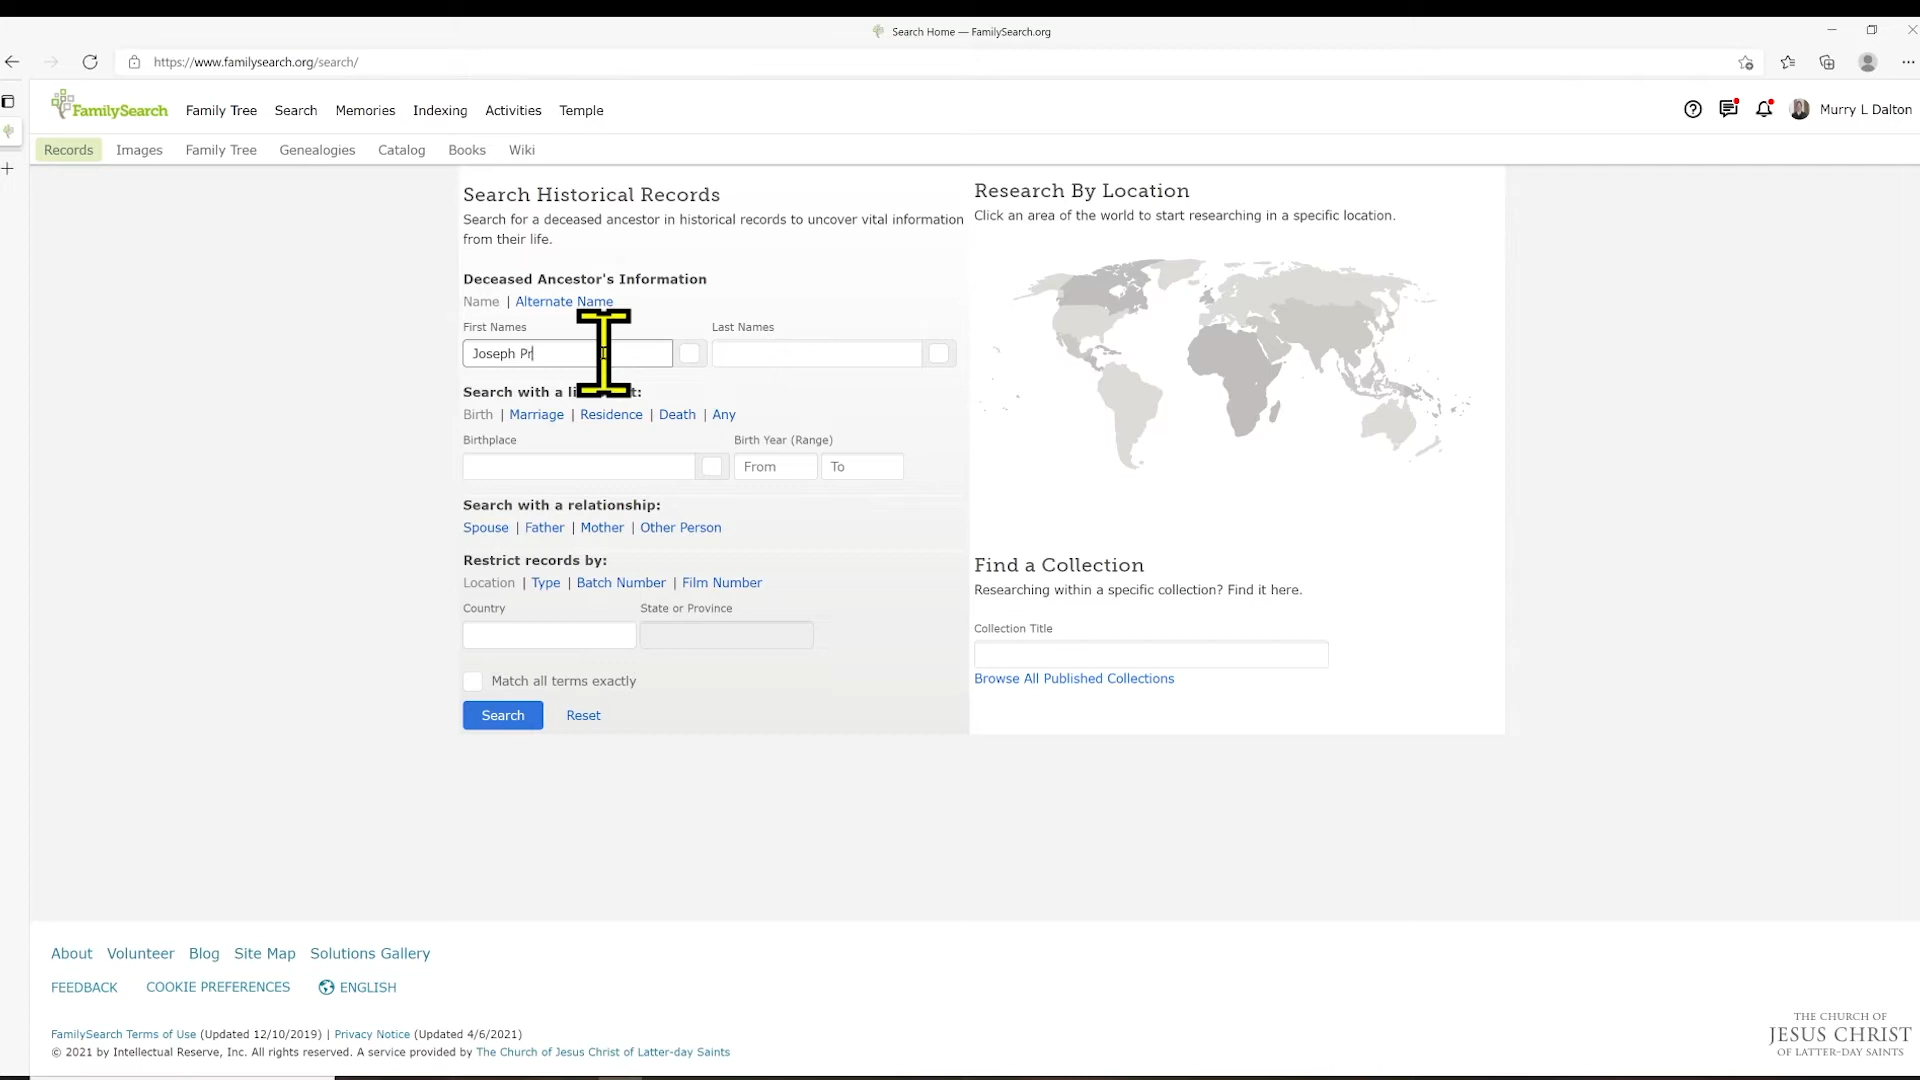 Search Home — FamilySearch.org
https://www.familysearch.org/search/
FamilySearch Family Tree Search Memories Indexing Activities Temple
Murry L Dalton
Records Images Family Tree Genealogies Catalog Books Wiki
Search Historical Records
Search for a deceased ancestor in historical records to uncover vital information
from their life.
Deceased Ancestor's Information
Name | Alternate Name
First Names Last Names
Joseph Pr
Search with a
Birth | Marriage | Residence | Death | Any
Birthplace Birth Year (Range)
From To
Search with a relationship:
Spouse | Father | Mother | Other Person
Restrict records by:
Location | Type | Batch Number | Film Number
Country State or Province
Match all terms exactly
Search Reset
Research By Location
Click an area of the world to start researching in a specific location.
Find a Collection
Researching within a specific collection? Find it here.
Collection Title
Browse All Published Collections
About Volunteer Blog Site Map Solutions Gallery
FEEDBACK COOKIE PREFERENCES ENGLISH
FamilySearch Terms of Use (Updated 12/10/2019) | Privacy Notice (Updated 4/6/2021)
© 2021 by Intellectual Reserve, Inc. All rights reserved. A service provided by The Church of Jesus Christ of Latter-day Saints
THE CHURCH OF
JESUS CHRIST
OF LATTER-DAY SAINTS